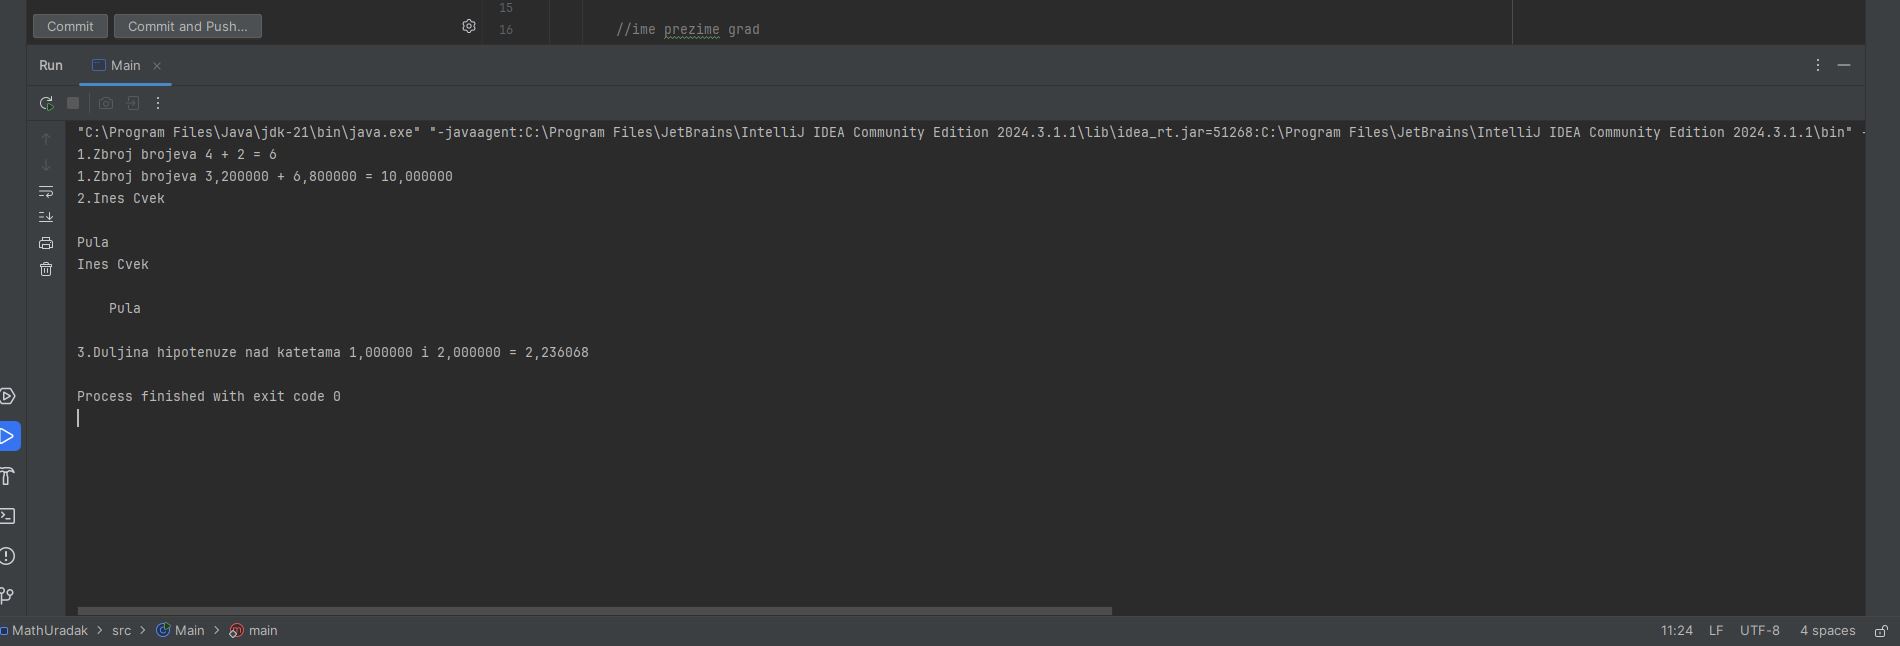 Commit
Commit and Push...
15
16 //ime prezime grad
Run
Main
"C:\Program Files\Java\jdk-21\bin\java.exe" "-javaagent:C:\Program Files\JetBrains\IntelliJ IDEA Community Edition 2024.3.1.1\lib\idea_rt.jar=51268:C:\Program Files\JetBrains\IntelliJ IDEA Community Edition 2024.3.1.1\bin" -
1.Zbroj brojeva 4 + 2 = 6
1.Zbroj brojeva 3,200000 + 6,800000 = 10,000000
2.Ines Cvek
Pula
Ines Cvek
Pula
3.Duljina hipotenuze nad katetama 1,000000 i 2,000000 = 2,236068
Process finished with exit code 0
MathUradak > src > Main > main
11:24 LF UTF-8 4 spaces